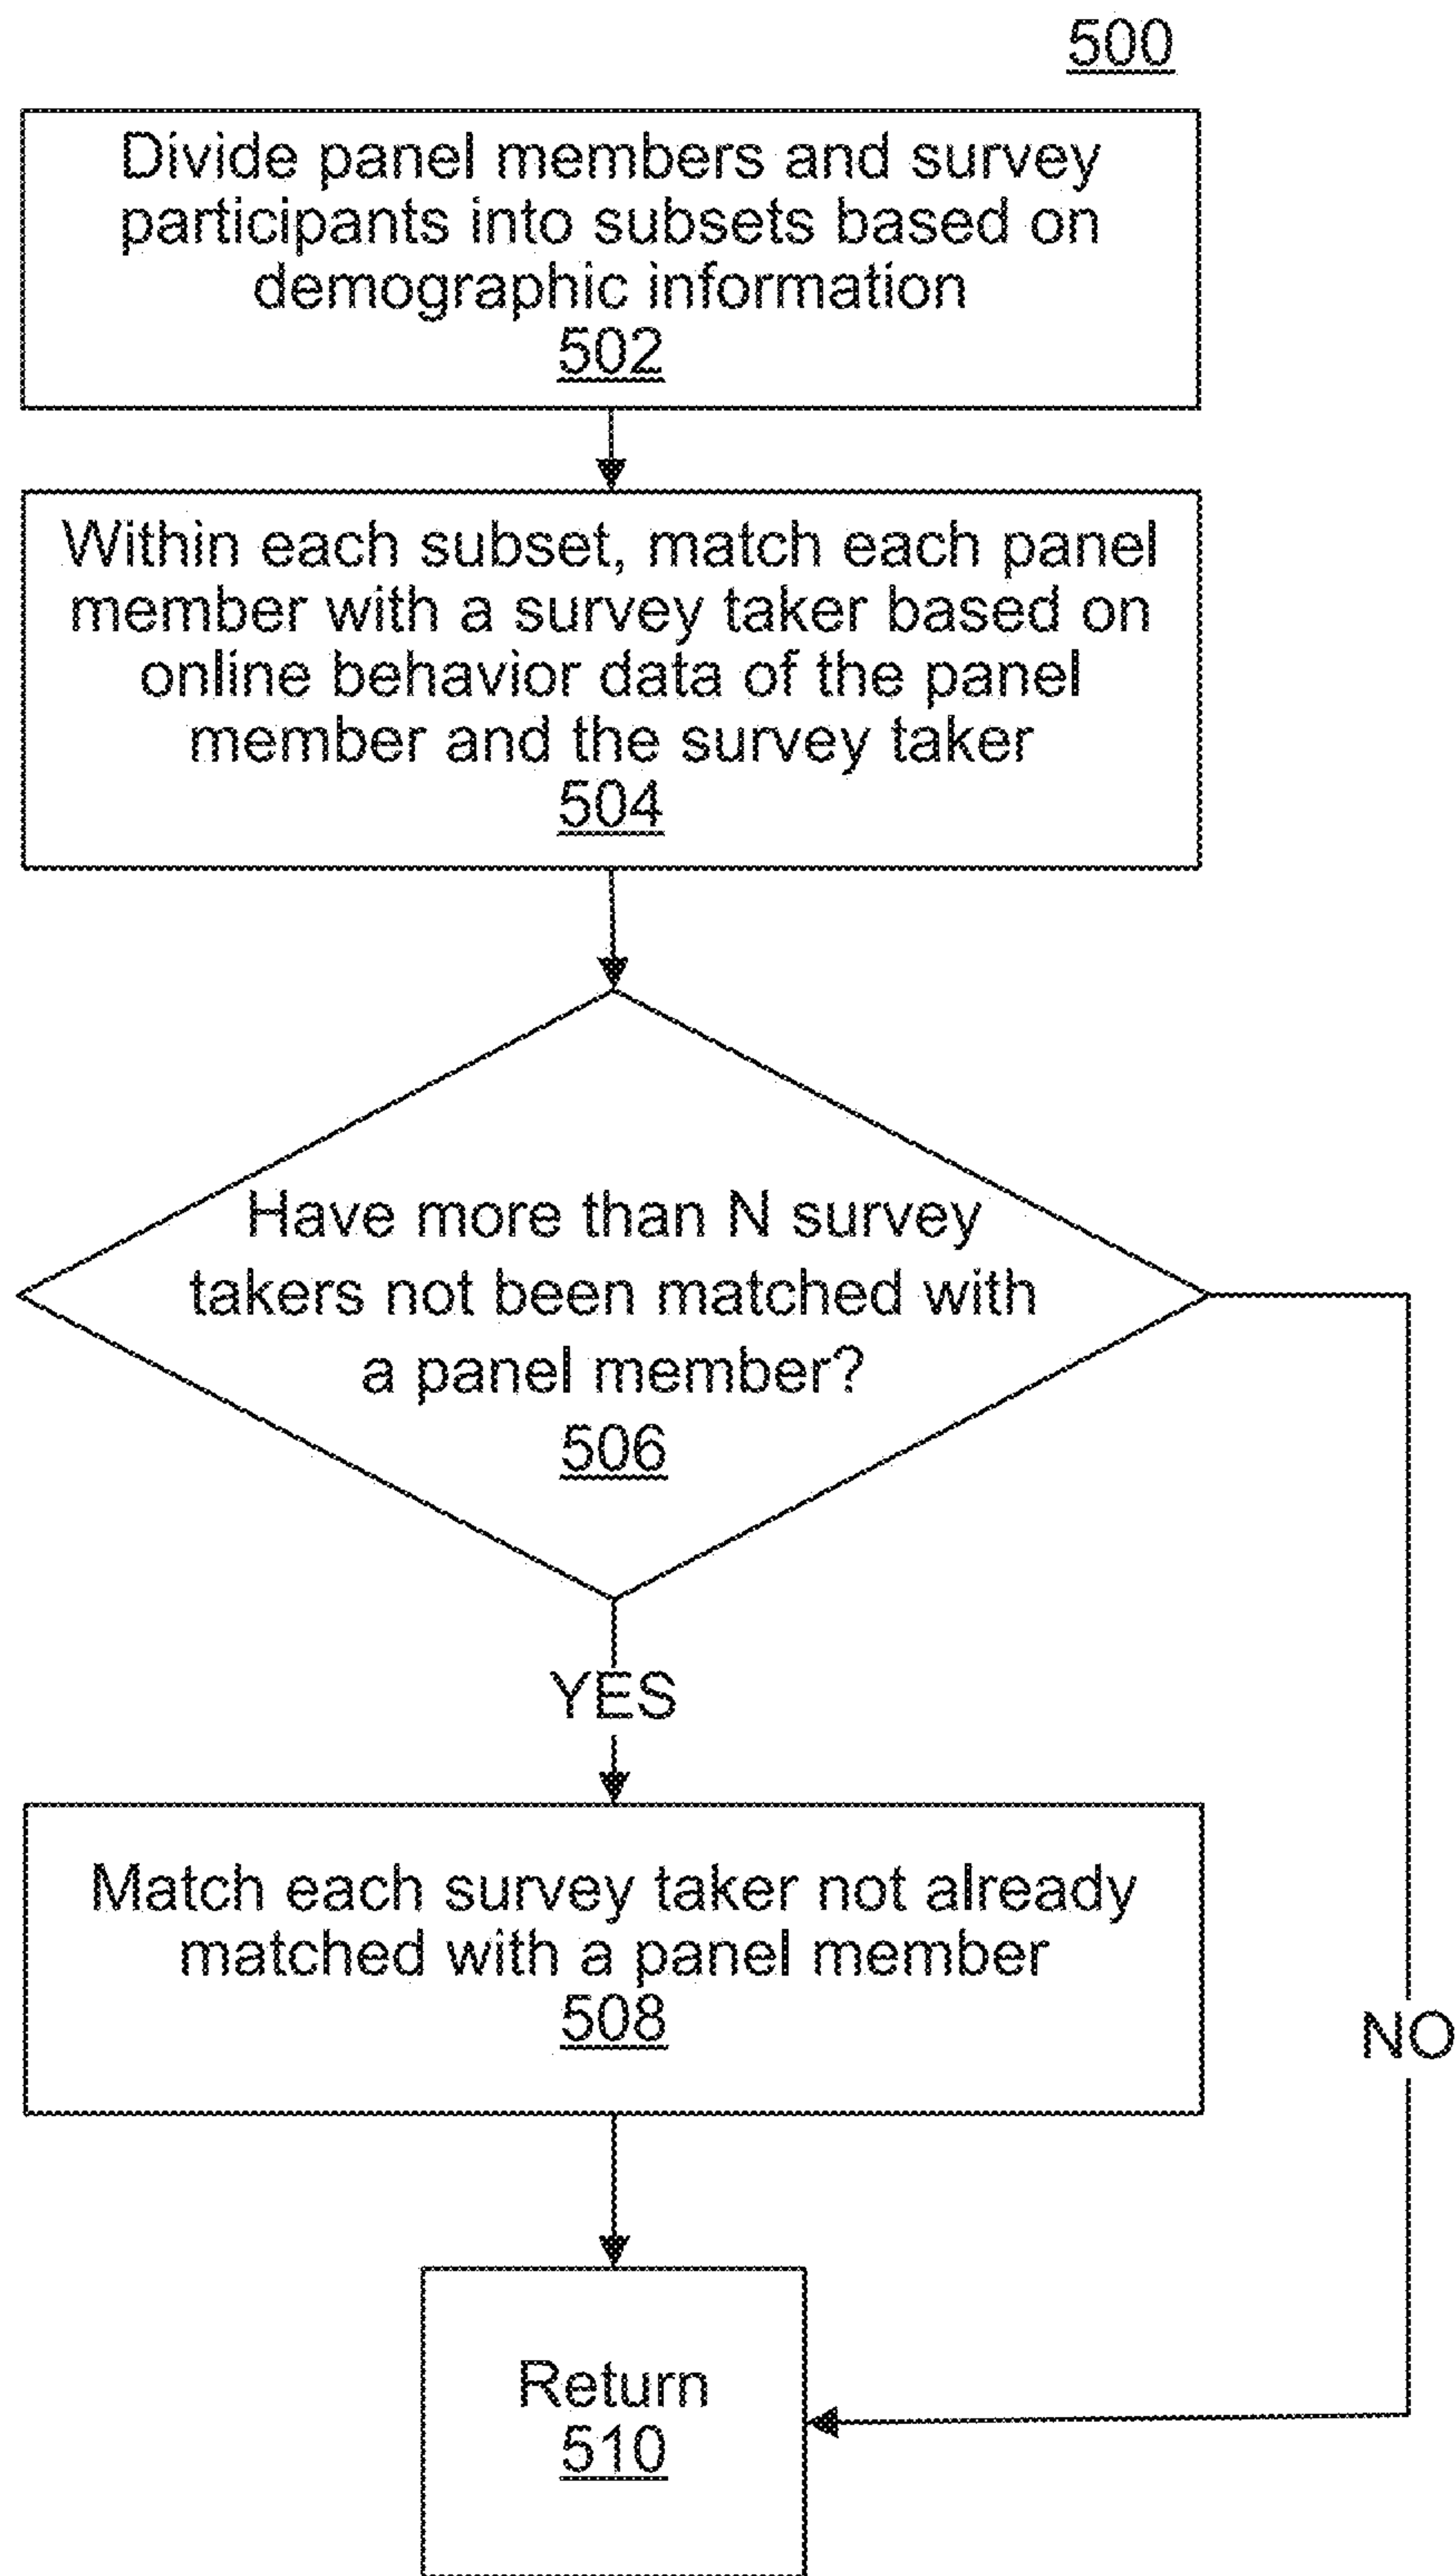 500
Divide panel members and survey
participants into subsets based on
demographic information
502
Within each subset, match each panel
member with a survey taker based on
online behavior data of the panel
member and the survey taker
504
Have more than N survey
takers not been matched with
a panel member?
506
YES
Match each survey taker not already
matched with a panel member
508
NO
Return
510